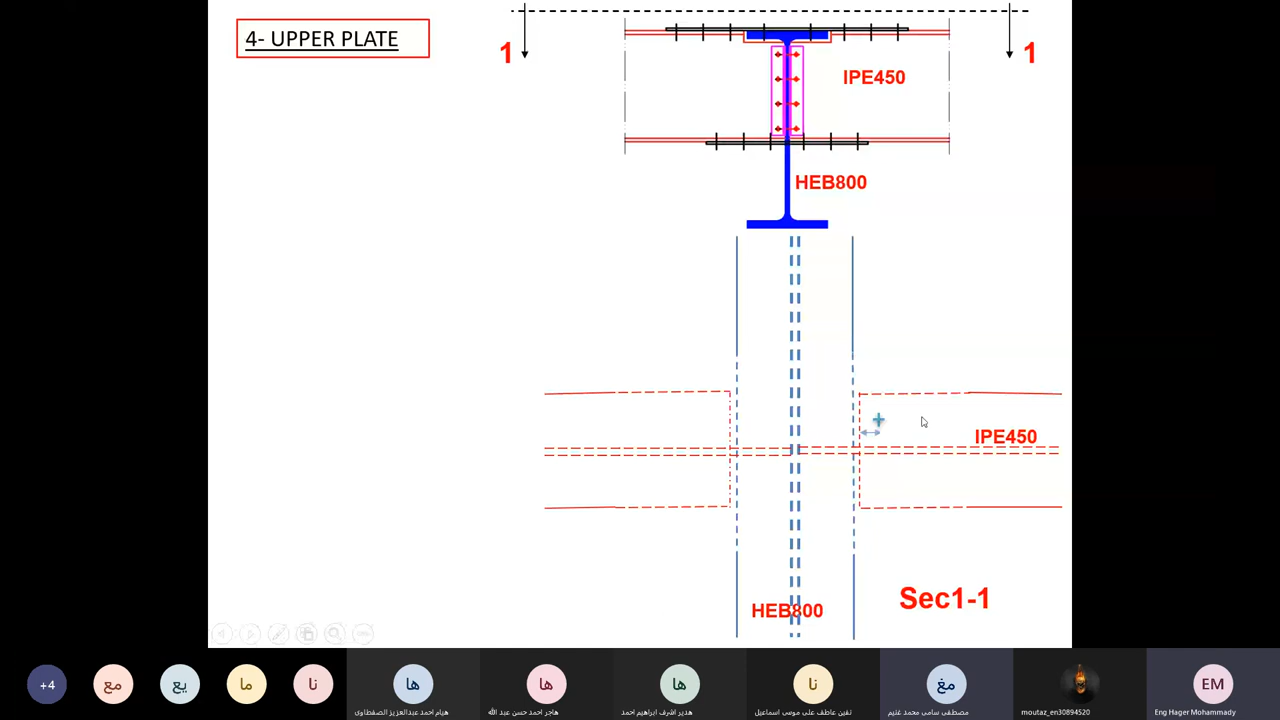 4- UPPER PLATE
1
1
IPE450
HEB800
IPE450
HEB800
Sec1-1
+4
مع
يع
ما
نا
ها
هيام احمد عبدالعزيز الصفطاوى
ها
هاجر احمد حسن عبد الله
ها
هدير اشرف ابراهيم احمد
نا
نفين عاطف على موسى اسماعيل
مغ
مصطفى سامى محمد غنيم
moutaz_en30894520
EM
Eng Hager Mohammady